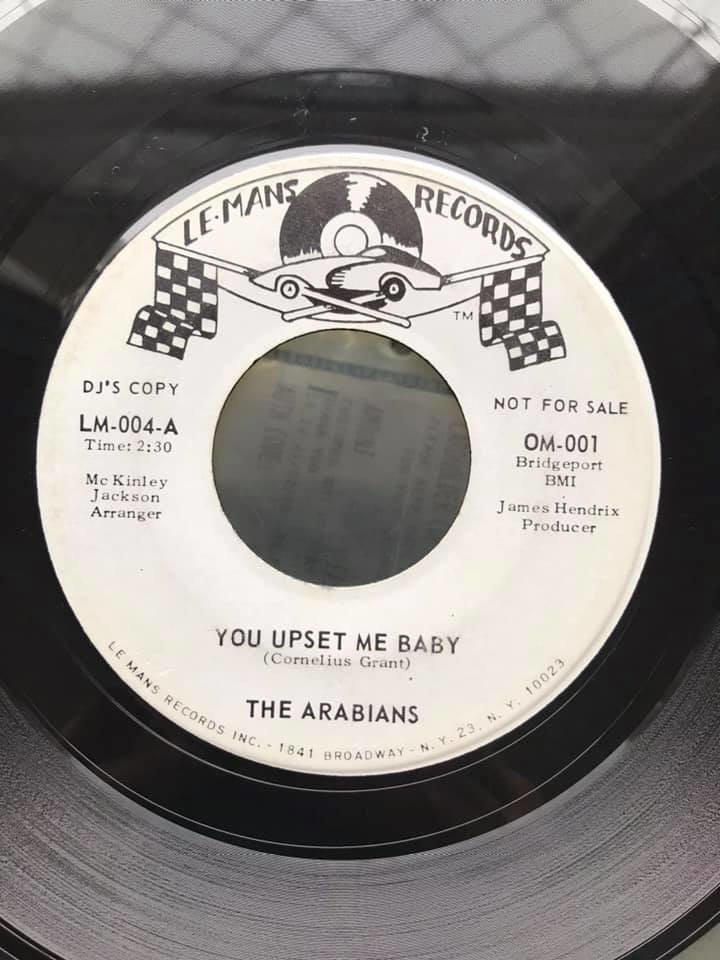 LE·MANS RECORDS
TM
DJ'S COPY
LM-004-A
Time: 2:30
McKinley
Jackson
Arranger
NOT FOR SALE
OM-001
Bridgeport
BMI
James Hendrix
Producer
YOU UPSET ME BABY
(Cornelius Grant)
THE ARABIANS
LE MANS RECORDS INC. - 1841 BROADWAY - N. Y. 23, N. Y. 10023